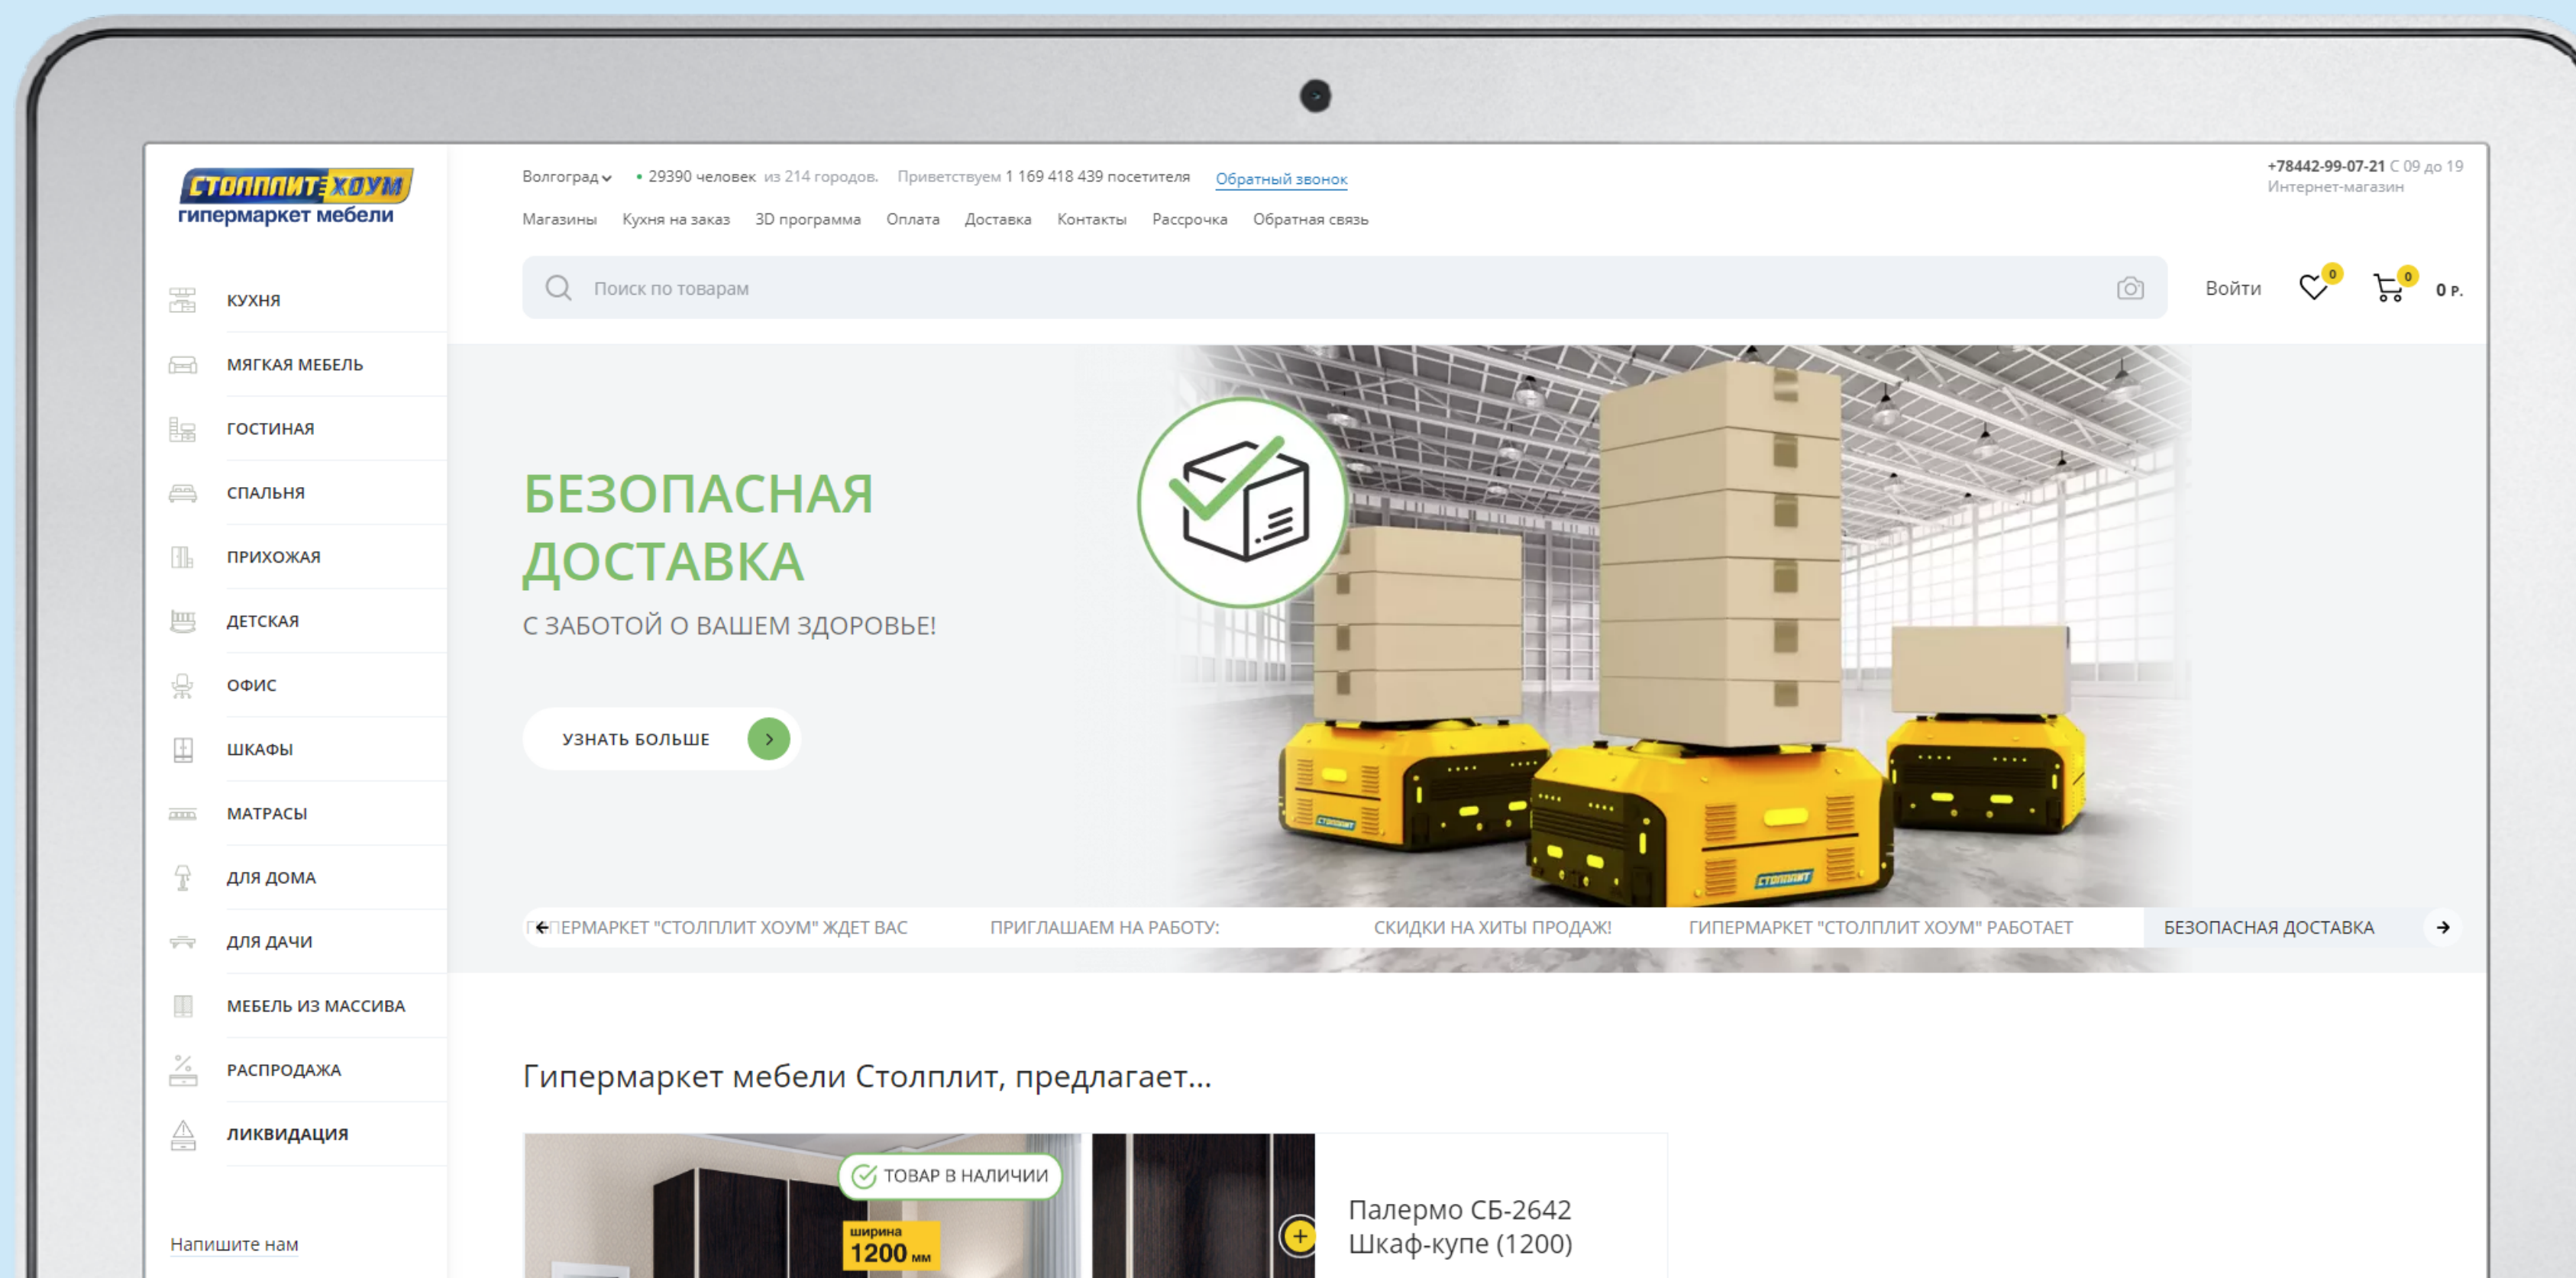 СТОЛПЛИТ ХОУМ
гипермаркет мебели
КУХНЯ
МЯГКАЯ МЕБЕЛЬ
ГОСТИНАЯ
СПАЛЬНЯ
ПРИХОЖАЯ
ДЕТСКАЯ
ОФИС
ШКАФЫ
МАТРАСЫ
ДЛЯ ДОМА
ДЛЯ ДАЧИ
МЕБЕЛЬ ИЗ МАССИВА
РАСПРОДАЖА
ЛИКВИДАЦИЯ
Напишите нам
Волгоград • 29390 человек из 214 городов. Приветствуем 1 169 418 439 посетителя Обратный звонок
+78442-99-07-21 С 09 до 19
Интернет-магазин
Магазины Кухня на заказ 3D программа Оплата Доставка Контакты Рассрочка Обратная связь
Поиск по товарам
Войти 0 0 0 Р.
БЕЗОПАСНАЯ
ДОСТАВКА
С ЗАБОТОЙ О ВАШЕМ ЗДОРОВЬЕ!
УЗНАТЬ БОЛЬШЕ
СТОЛПЛИТ
СТОЛПЛИТ
ГИПЕРМАРКЕТ "СТОЛПЛИТ ХОУМ" ЖДЕТ ВАС ПРИГЛАШАЕМ НА РАБОТУ: СКИДКИ НА ХИТЫ ПРОДАЖ! ГИПЕРМАРКЕТ "СТОЛПЛИТ ХОУМ" РАБОТАЕТ БЕЗОПАСНАЯ ДОСТАВКА
Гипермаркет мебели Столплит, предлагает...
ТОВАР В НАЛИЧИИ
ширина
1200 мм
Палермо СБ-2642
Шкаф-купе (1200)